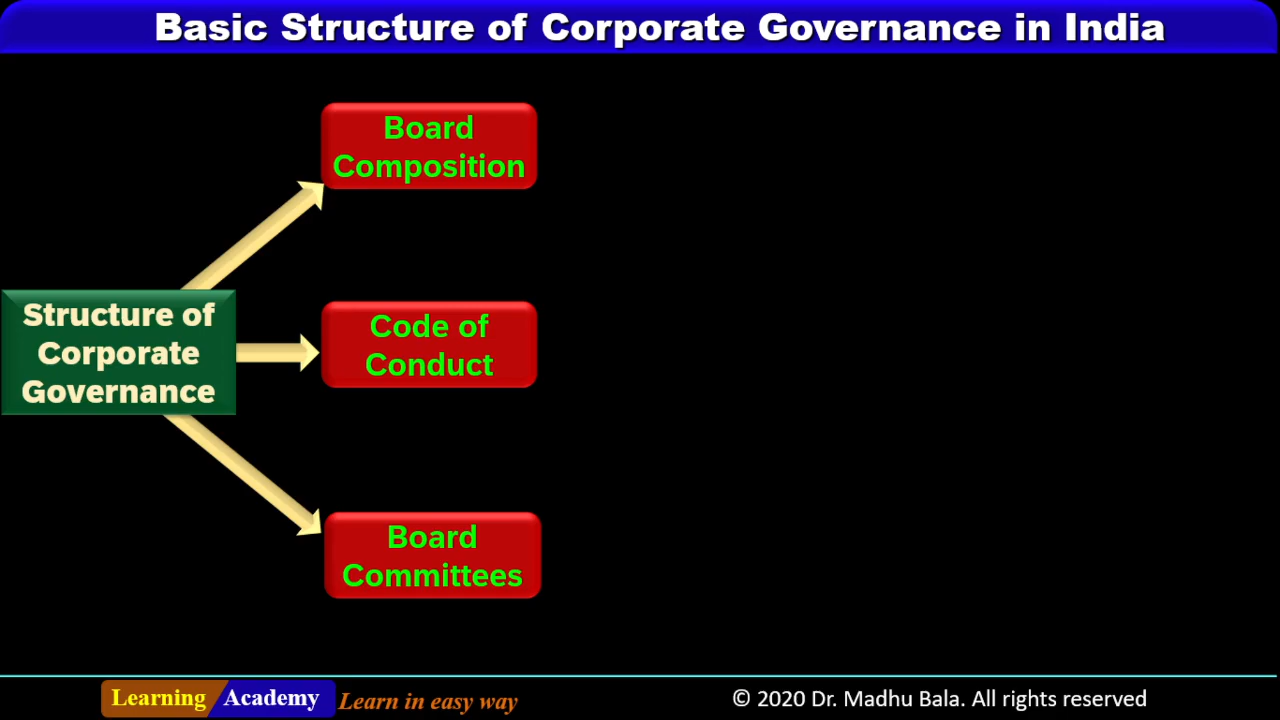 Basic Structure of Corporate Governance in India
Board
Composition
Structure of
Corporate
Governance
Code of
Conduct
Board
Committees
Learning Academy Learn in easy way
© 2020 Dr. Madhu Bala. All rights reserved